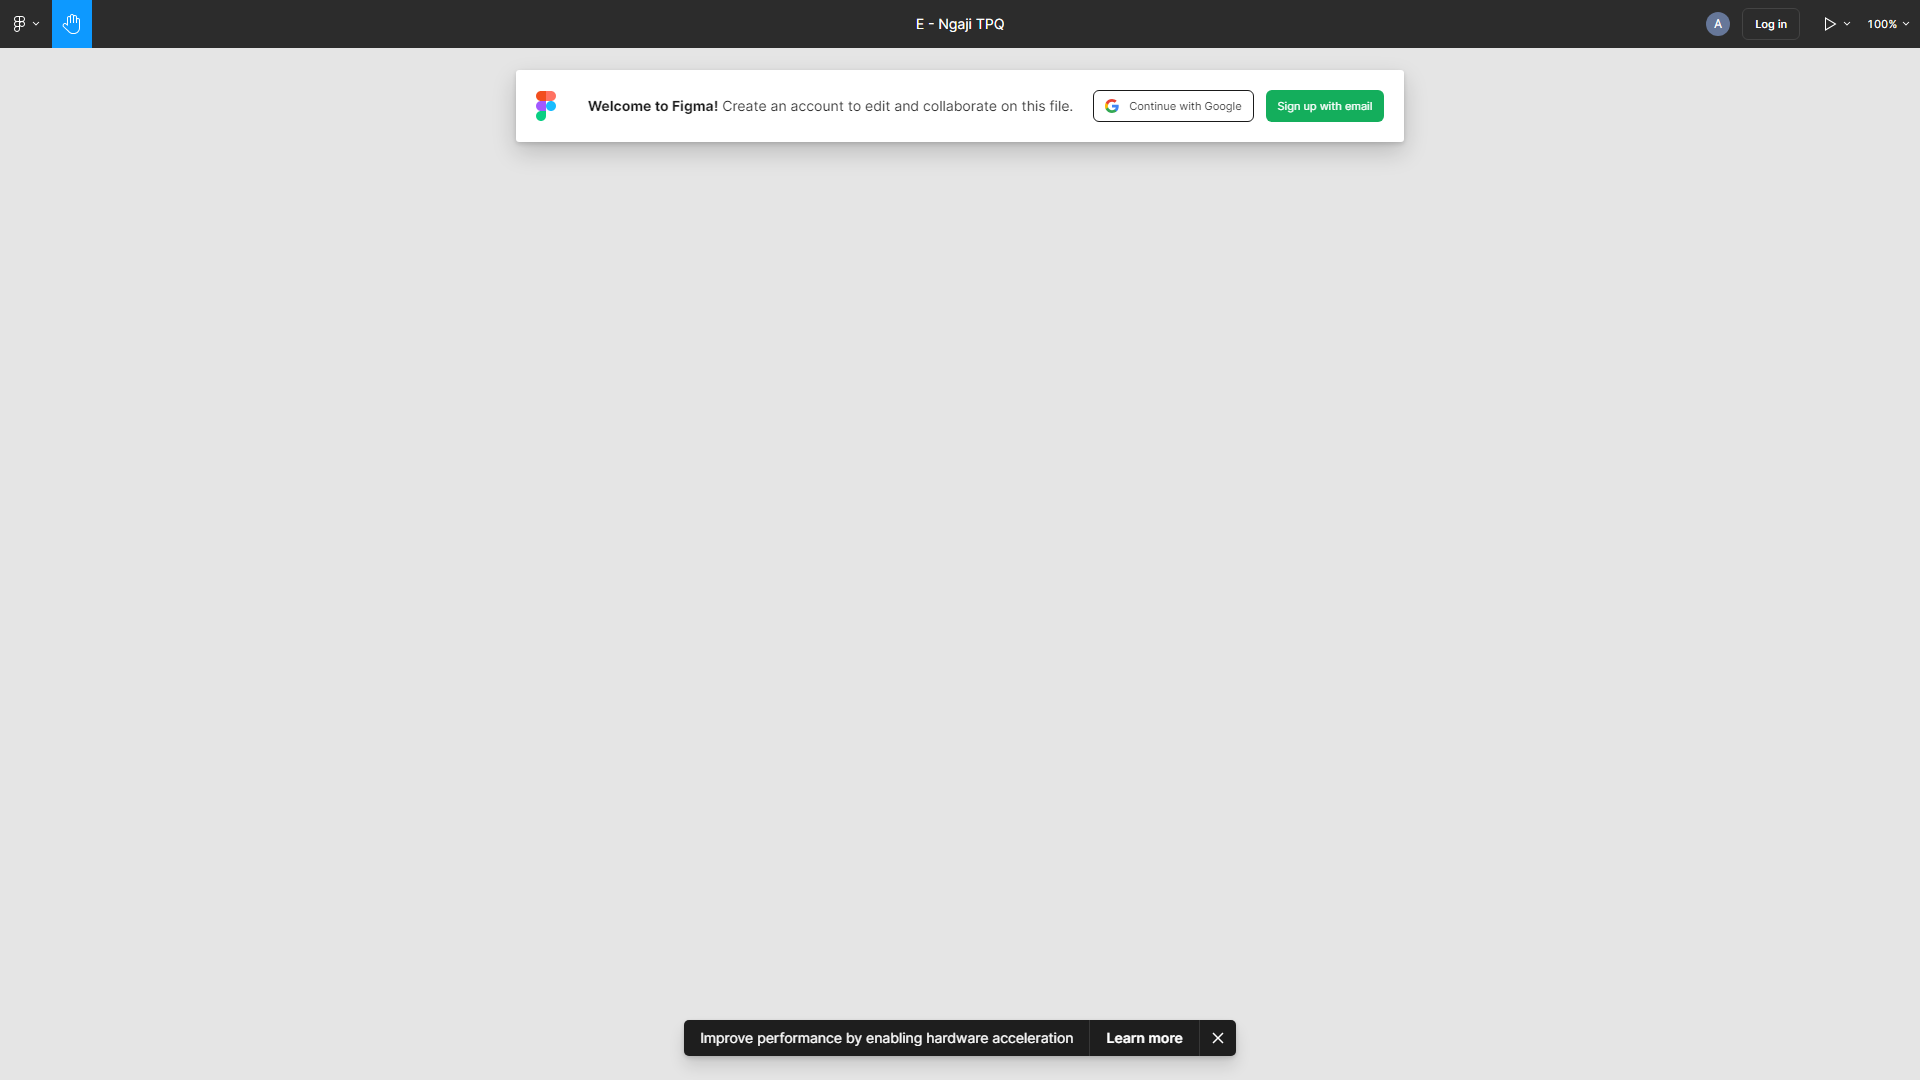 E - Ngaji TPQ
A
Log in
100%
Welcome to Figma! Create an account to edit and collaborate on this file.
Continue with Google
Sign up with email
Improve performance by enabling hardware acceleration
Learn more